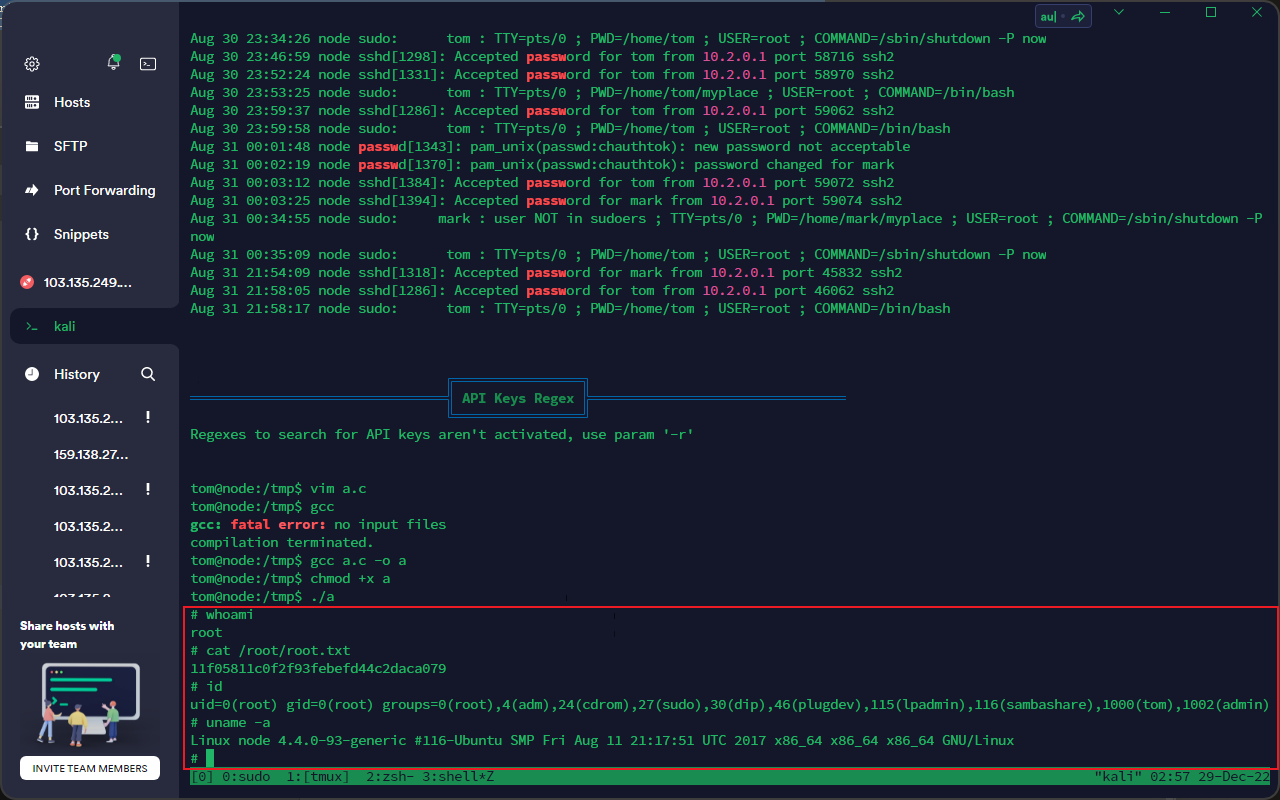 au|
Hosts
SFTP
Port Forwarding
Snippets
103.135.249....
kali
History
103.135.2... !
159.138.27...
103.135.2... !
103.135.2...
103.135.2... !
Share hosts with
your team
INVITE TEAM MEMBERS
Aug 30 23:34:26 node sudo:      tom : TTY=pts/0 ; PWD=/home/tom ; USER=root ; COMMAND=/sbin/shutdown -P now
Aug 30 23:46:59 node sshd[1298]: Accepted password for tom from 10.2.0.1 port 58716 ssh2
Aug 30 23:52:24 node sshd[1331]: Accepted password for tom from 10.2.0.1 port 58970 ssh2
Aug 30 23:53:25 node sudo:      tom : TTY=pts/0 ; PWD=/home/tom/myplace ; USER=root ; COMMAND=/bin/bash
Aug 30 23:59:37 node sshd[1286]: Accepted password for tom from 10.2.0.1 port 59062 ssh2
Aug 30 23:59:58 node sudo:      tom : TTY=pts/0 ; PWD=/home/tom ; USER=root ; COMMAND=/bin/bash
Aug 31 00:01:48 node passwd[1343]: pam_unix(passwd:chauthtok): new password not acceptable
Aug 31 00:02:19 node passwd[1370]: pam_unix(passwd:chauthtok): password changed for mark
Aug 31 00:03:12 node sshd[1384]: Accepted password for tom from 10.2.0.1 port 59072 ssh2
Aug 31 00:03:25 node sshd[1394]: Accepted password for mark from 10.2.0.1 port 59074 ssh2
Aug 31 00:34:55 node sudo:     mark : user NOT in sudoers ; TTY=pts/0 ; PWD=/home/mark/myplace ; USER=root ; COMMAND=/sbin/shutdown -P
now
Aug 31 00:35:09 node sudo:      tom : TTY=pts/0 ; PWD=/home/tom ; USER=root ; COMMAND=/sbin/shutdown -P now
Aug 31 21:54:09 node sshd[1318]: Accepted password for mark from 10.2.0.1 port 45832 ssh2
Aug 31 21:58:05 node sshd[1286]: Accepted password for tom from 10.2.0.1 port 46062 ssh2
Aug 31 21:58:17 node sudo:      tom : TTY=pts/0 ; PWD=/home/tom ; USER=root ; COMMAND=/bin/bash
API Keys Regex
Regexes to search for API keys aren't activated, use param '-r'
tom@node:/tmp$ vim a.c
tom@node:/tmp$ gcc
gcc: fatal error: no input files
compilation terminated.
tom@node:/tmp$ gcc a.c -o a
tom@node:/tmp$ chmod +x a
tom@node:/tmp$ ./a
# whoami
root
# cat /root/root.txt
11f05811c0f2f93febefd44c2daca079
# id
uid=0(root) gid=0(root) groups=0(root),4(adm),24(cdrom),27(sudo),30(dip),46(plugdev),115(lpadmin),116(sambashare),1000(tom),1002(admin)
# uname -a
Linux node 4.4.0-93-generic #116-Ubuntu SMP Fri Aug 11 21:17:51 UTC 2017 x86_64 x86_64 x86_64 GNU/Linux
#
[0] 0:sudo  1:[tmux]  2:zsh- 3:shell*Z "kali" 02:57 29-Dec-22